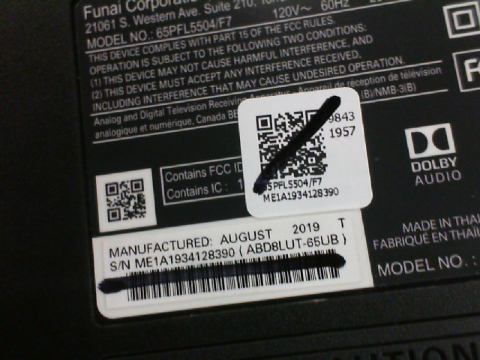 Funai Corporation
21061 S. Western Ave. Suite 210,
MODEL NO.: 65PFL5504/F7 120V~ 60Hz
THIS DEVICE COMPLIES WITH PART 15 OF THE FCC RULES.
OPERATION IS SUBJECT TO THE FOLLOWING TWO CONDITIONS:
(1) THIS DEVICE MAY NOT CAUSE HARMFUL INTERFERENCE, AND
(2) THIS DEVICE MUST ACCEPT ANY INTERFERENCE RECEIVED,
INCLUDING INTERFERENCE THAT MAY CAUSE UNDESIRED OPERATION.
Analog and Digital Television Receiving Apparatus, Appareil de réception de télévision
analogique et numérique, Canada (B)/NMB-3(B)
9843
1957
65PFL5504/F7
ME1A1934128390
Contains FCC ID
Contains IC : 1
DOLBY
AUDIO
MANUFACTURED: AUGUST 2019 T
S/N ME1A1934128390 ( ABD8LUT-65UB )
MADE IN
FABRIQUÉ EN
MODEL NO. :